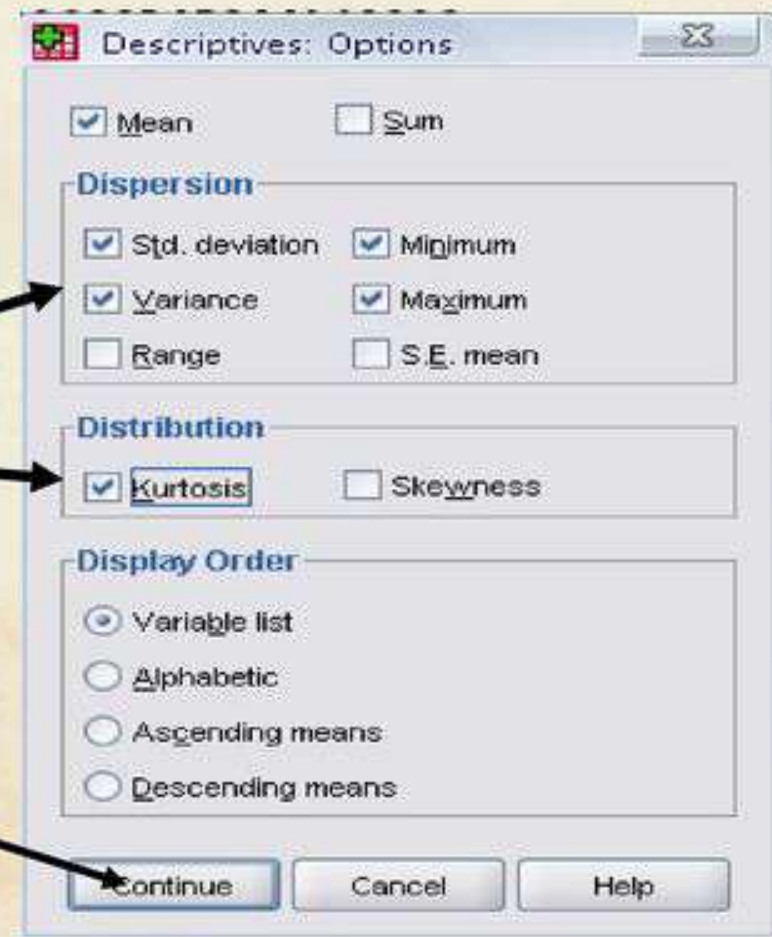 Descriptives: Options
Mean Sum
Dispersion
Std. deviation Minimum
Variance Maximum
Range S.E. mean
Distribution
Kurtosis Skewness
Display Order
Variable list
Alphabetic
Ascending means
Descending means
Continue Cancel Help